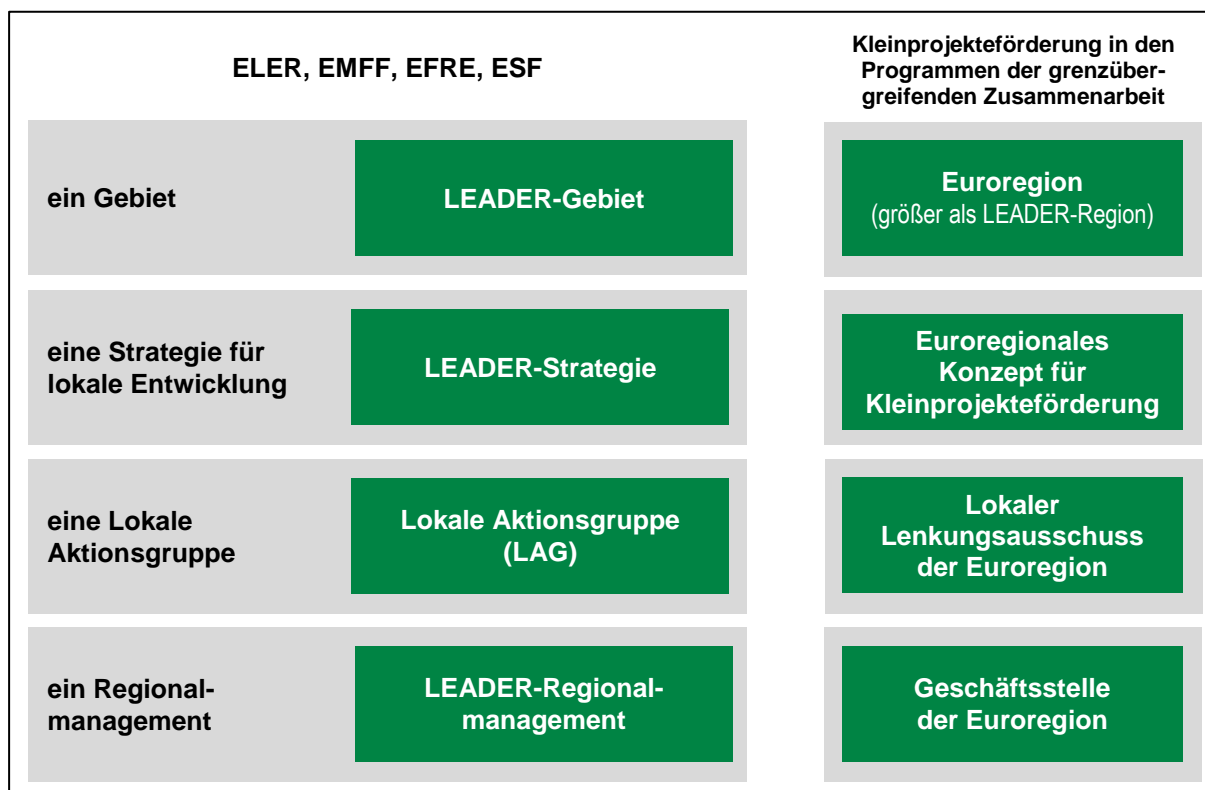 ELER, EMFF, EFRE, ESF
Kleinprojekteförderung in den
Programmen der grenzüber-
greifenden Zusammenarbeit
ein Gebiet
LEADER-Gebiet
Euroregion
(größer als LEADER-Region)
eine Strategie für
lokale Entwicklung
LEADER-Strategie
Euroregionales
Konzept für
Kleinprojekteförderung
eine Lokale
Aktionsgruppe
Lokale Aktionsgruppe
(LAG)
Lokaler
Lenkungsausschuss
der Euroregion
ein Regional-
management
LEADER-Regional-
management
Geschäftsstelle
der Euroregion